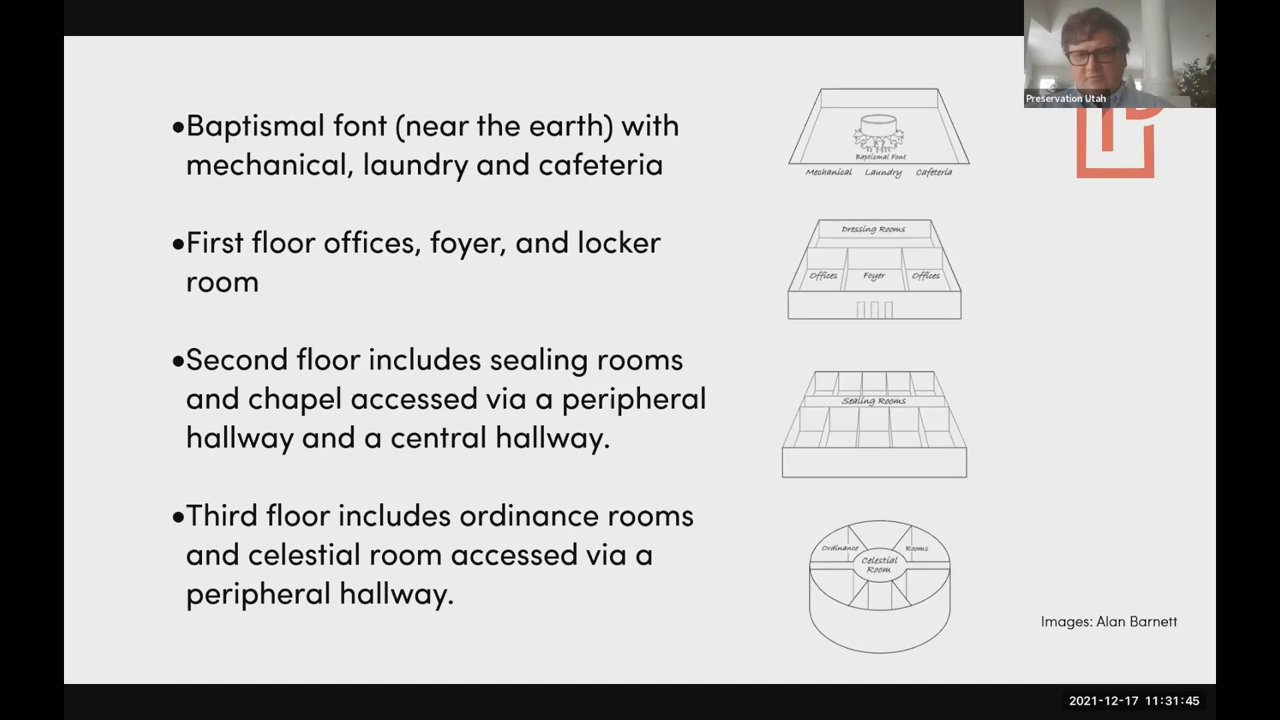 Preservation Utah
•Baptismal font (near the earth) with
mechanical, laundry and cafeteria
•First floor offices, foyer, and locker
room
•Second floor includes sealing rooms
and chapel accessed via a peripheral
hallway and a central hallway.
•Third floor includes ordinance rooms
and celestial room accessed via a
peripheral hallway.
Baptismal Font
Mechanical Laundry Cafeteria
Dressing Rooms
Offices Foyer Offices
Sealing Rooms
Ordinance Rooms
Celestial
Room
Images: Alan Barnett
2021-12-17 11:31:45